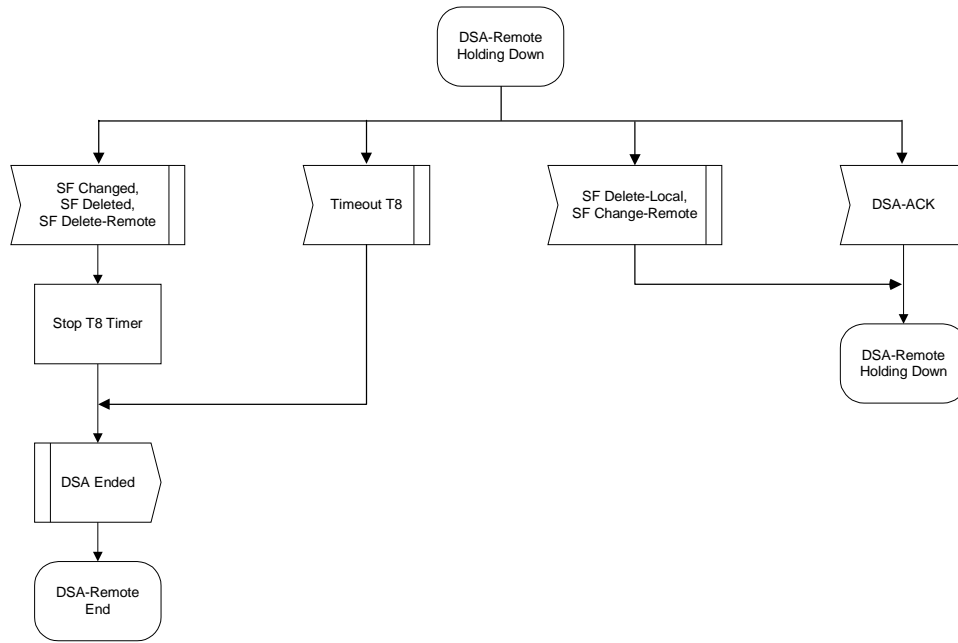 DSA-Remote
Holding Down
SF Changed,
SF Deleted,
SF Delete-Remote
Timeout T8
SF Delete-Local,
SF Change-Remote
DSA-ACK
Stop T8 Timer
DSA-Remote
Holding Down
DSA Ended
DSA-Remote
End